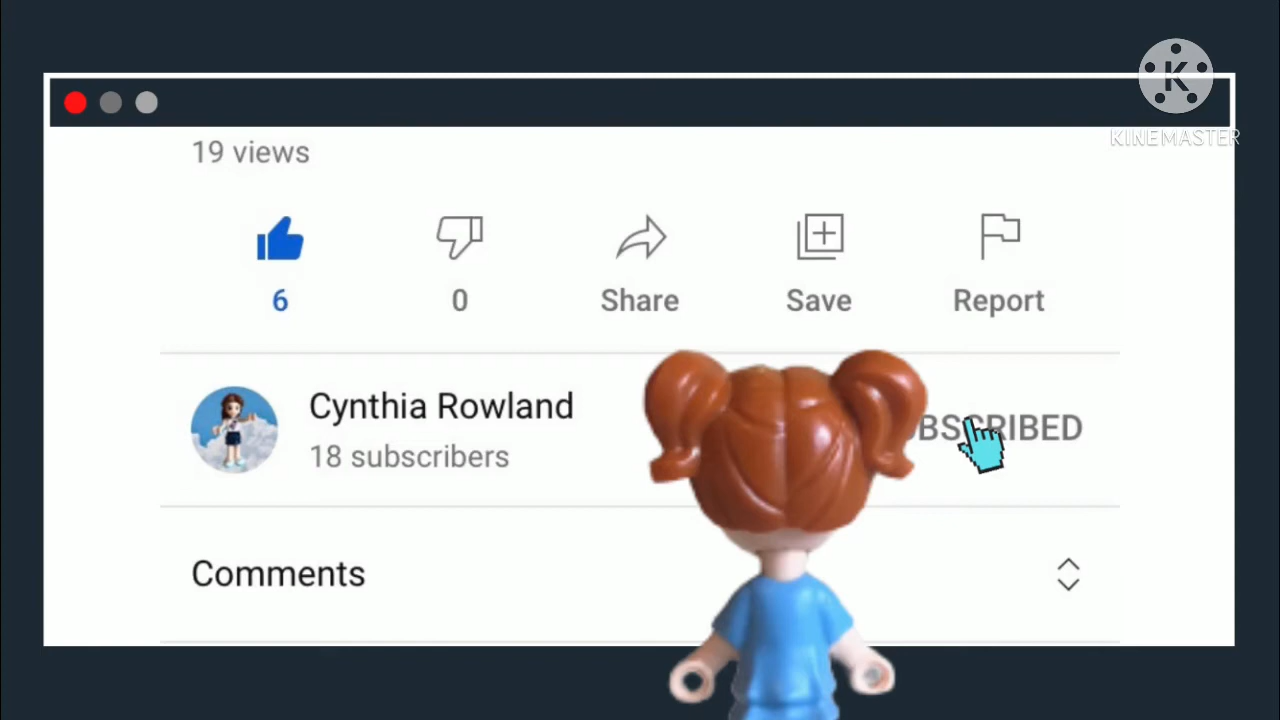 K
KINEMASTER
19 views
6
0
Share
Save
Report
Cynthia Rowland
18 subscribers
BSCRIBED
Comments